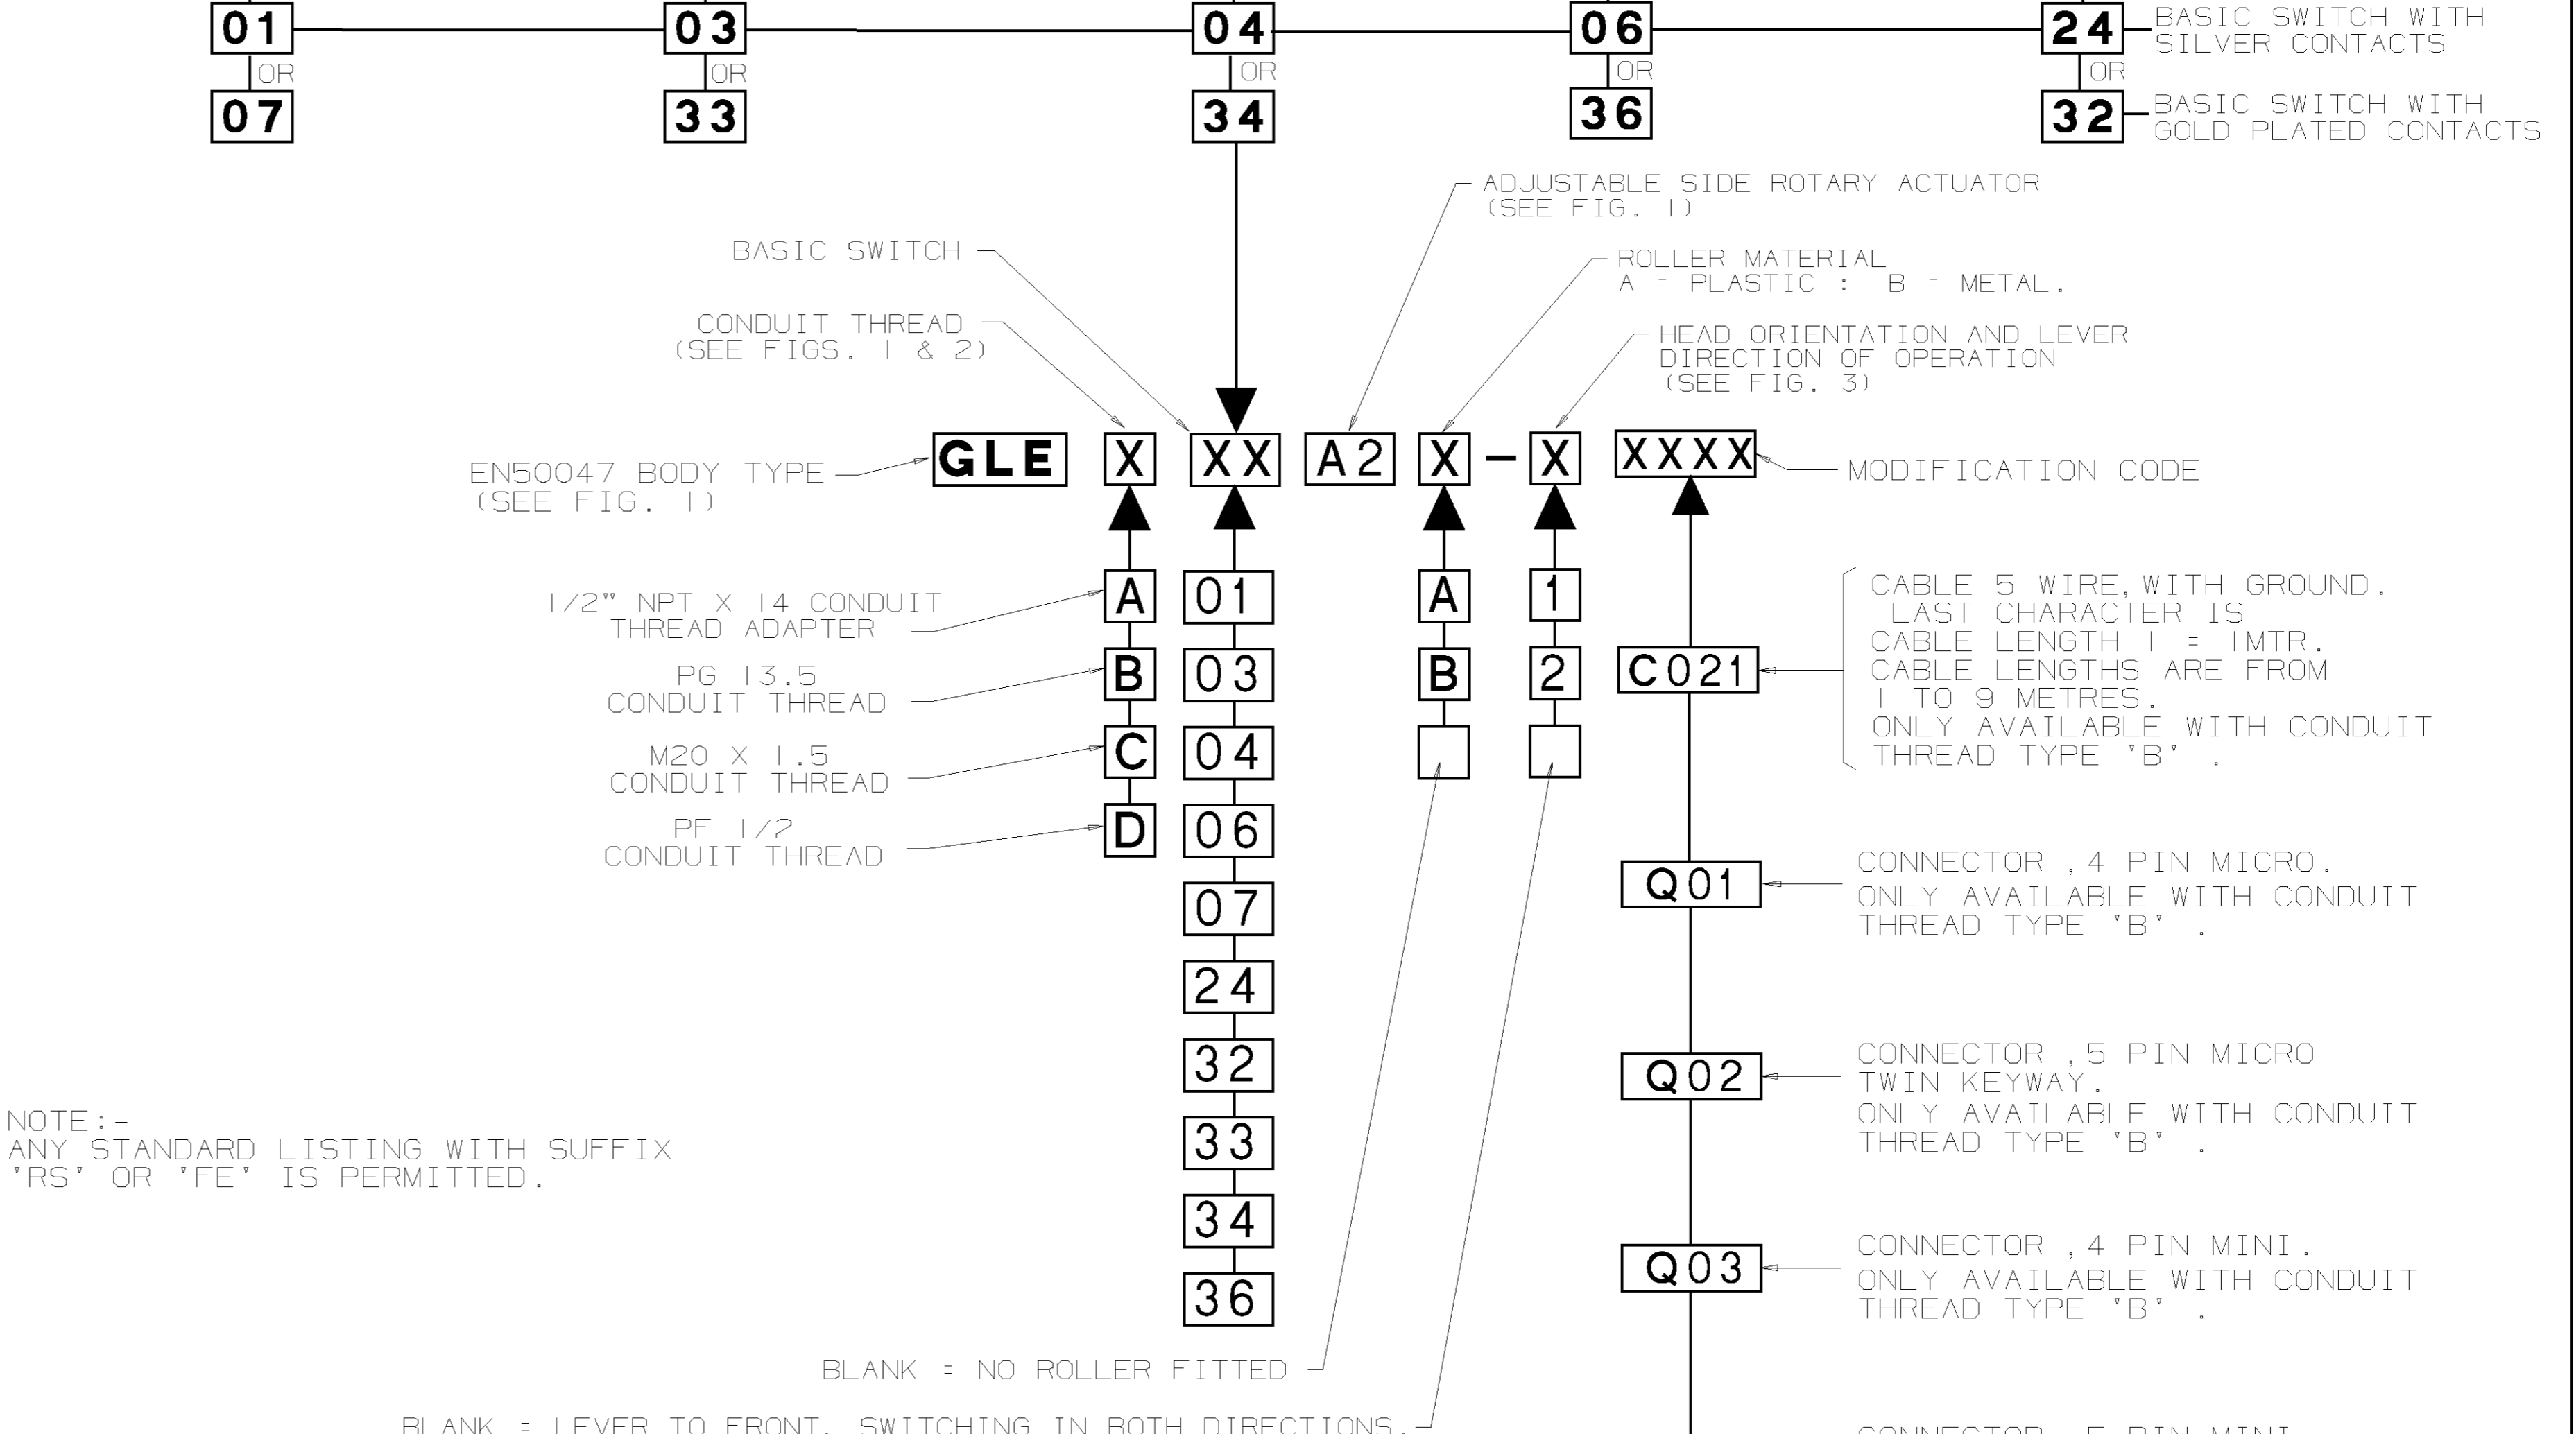 01 03 04 06 24 BASIC SWITCH WITH
SILVER CONTACTS
OR OR OR OR OR
07 33 34 36 32 BASIC SWITCH WITH
GOLD PLATED CONTACTS
ADJUSTABLE SIDE ROTARY ACTUATOR
(SEE FIG. 1)
BASIC SWITCH
ROLLER MATERIAL
A = PLASTIC : B = METAL.
CONDUIT THREAD
(SEE FIGS. 1 & 2)
HEAD ORIENTATION AND LEVER
DIRECTION OF OPERATION
(SEE FIG. 3)
EN50047 BODY TYPE
(SEE FIG. 1)
GLE X XX A2 X - X XXXX
MODIFICATION CODE
1/2" NPT X 14 CONDUIT
THREAD ADAPTER
PG 13.5
CONDUIT THREAD
M20 X 1.5
CONDUIT THREAD
PF 1/2
CONDUIT THREAD
A
B
C
D
01
03
04
06
07
24
32
33
34
36
A
B
1
2
C021
CABLE 5 WIRE, WITH GROUND.
LAST CHARACTER IS
CABLE LENGTH 1 = 1MTR.
CABLE LENGTHS ARE FROM
1 TO 9 METRES.
ONLY AVAILABLE WITH CONDUIT
THREAD TYPE 'B' .
Q01
CONNECTOR ,4 PIN MICRO.
ONLY AVAILABLE WITH CONDUIT
THREAD TYPE 'B' .
Q02
CONNECTOR ,5 PIN MICRO
TWIN KEYWAY.
ONLY AVAILABLE WITH CONDUIT
THREAD TYPE 'B' .
Q03
CONNECTOR ,4 PIN MINI.
ONLY AVAILABLE WITH CONDUIT
THREAD TYPE 'B' .
NOTE:-
ANY STANDARD LISTING WITH SUFFIX
'RS' OR 'FE' IS PERMITTED.
BLANK = NO ROLLER FITTED
BLANK = LEVER TO FRONT, SWITCHING IN BOTH DIRECTIONS.
CONNECTOR ,5 PIN MINI